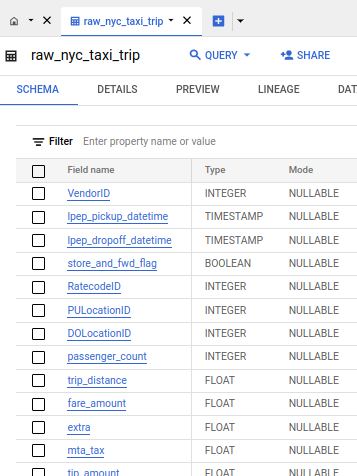 raw_nyc_taxi_trip
raw_nyc_taxi_trip QUERY SHARE
SCHEMA DETAILS PREVIEW LINEAGE DAT
Filter Enter property name or value
Field name Type Mode
VendorID INTEGER NULLABLE
lpep_pickup_datetime TIMESTAMP NULLABLE
lpep_dropoff_datetime TIMESTAMP NULLABLE
store_and_fwd_flag BOOLEAN NULLABLE
RatecodeID INTEGER NULLABLE
PULocationID INTEGER NULLABLE
DOLocationID INTEGER NULLABLE
passenger_count INTEGER NULLABLE
trip_distance FLOAT NULLABLE
fare_amount FLOAT NULLABLE
extra FLOAT NULLABLE
mta_tax FLOAT NULLABLE
tip_amount FLOAT NULLABLE